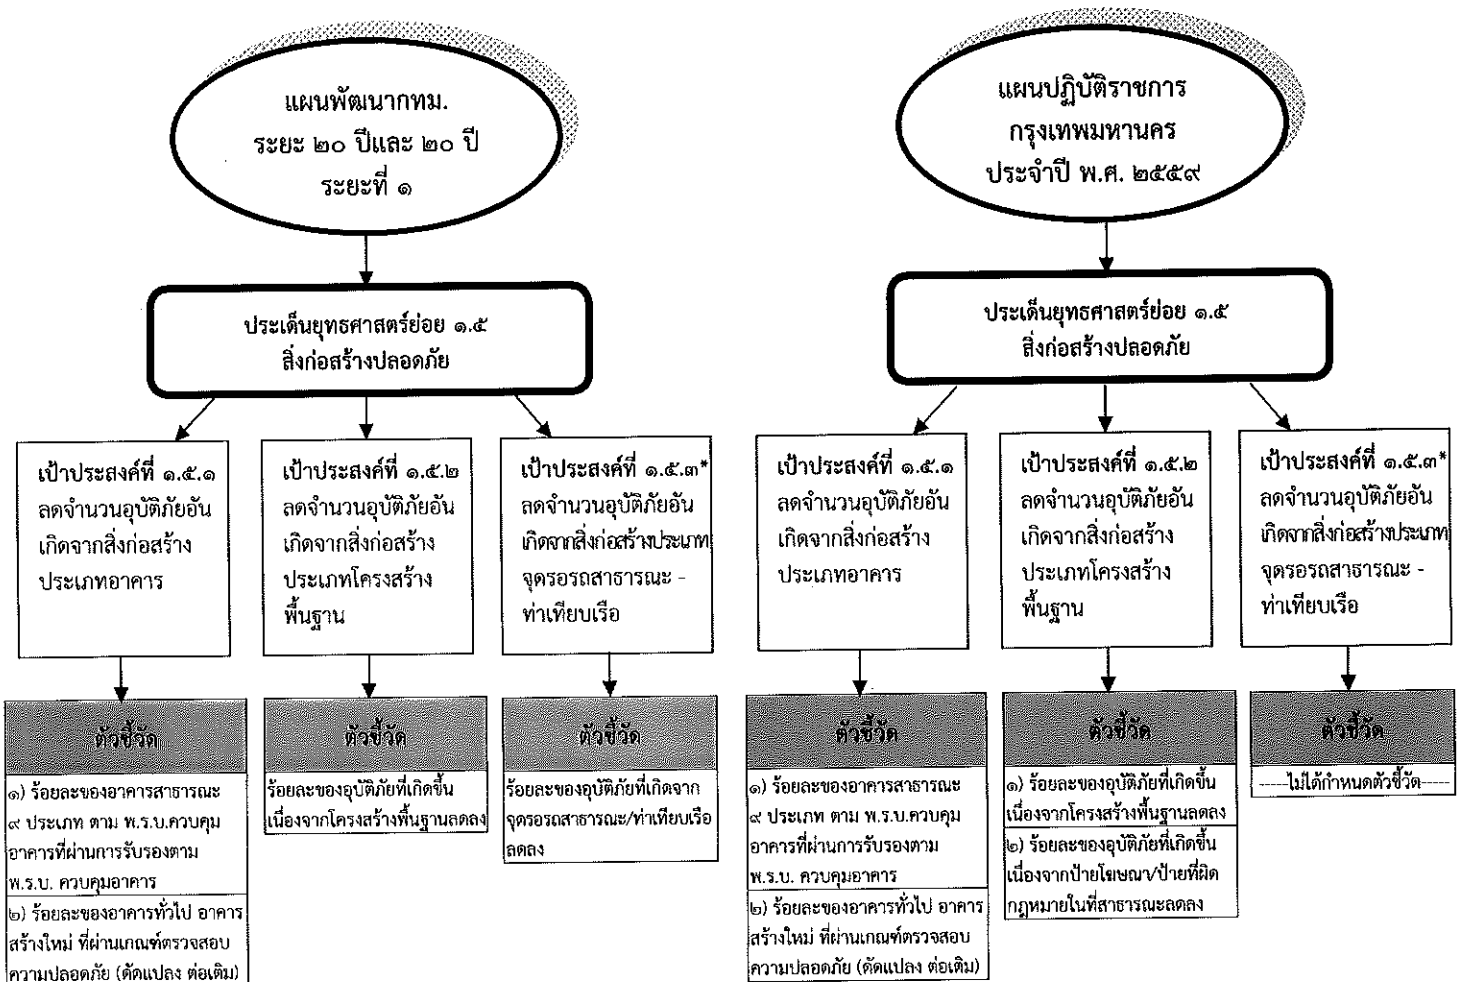 แผนพัฒนากทม.
ระยะ ๒๐ ปีและ ๒๐ ปี
ระยะที่ ๑
ประเด็นยุทธศาสตร์ย่อย ๑.๕
สิ่งก่อสร้างปลอดภัย
เป้าประสงค์ที่ ๑.๕.๑
ลดจำนวนอุบัติภัยอัน
เกิดจากสิ่งก่อสร้าง
ประเภทอาคาร
เป้าประสงค์ที่ ๑.๕.๒
ลดจำนวนอุบัติภัยอัน
เกิดจากสิ่งก่อสร้าง
ประเภทโครงสร้าง
พื้นฐาน
เป้าประสงค์ที่ ๑.๕.๓*
ลดจำนวนอุบัติภัยอัน
เกิดจากสิ่งก่อสร้างประเภท
จุดรอรถสาธารณะ -
ท่าเทียบเรือ
ตัวชี้วัด
๑) ร้อยละของอาคารสาธารณะ
๙ ประเภท ตาม พ.ร.บ.ควบคุม
อาคารที่ผ่านการรับรองตาม
พ.ร.บ. ควบคุมอาคาร
๒) ร้อยละของอาคารทั่วไป อาคาร
สร้างใหม่ ที่ผ่านเกณฑ์ตรวจสอบ
ความปลอดภัย (ดัดแปลง ต่อเติม)
ตัวชี้วัด
ร้อยละของอุบัติภัยที่เกิดขึ้น
เนื่องจากโครงสร้างพื้นฐานลดลง
ตัวชี้วัด
ร้อยละของอุบัติภัยที่เกิดจาก
จุดรอรถสาธารณะ/ท่าเทียบเรือ
ลดลง
แผนปฏิบัติราชการ
กรุงเทพมหานคร
ประจำปี พ.ศ. ๒๕๕๙
ประเด็นยุทธศาสตร์ย่อย ๑.๕
สิ่งก่อสร้างปลอดภัย
เป้าประสงค์ที่ ๑.๕.๑
ลดจำนวนอุบัติภัยอัน
เกิดจากสิ่งก่อสร้าง
ประเภทอาคาร
เป้าประสงค์ที่ ๑.๕.๒
ลดจำนวนอุบัติภัยอัน
เกิดจากสิ่งก่อสร้าง
ประเภทโครงสร้าง
พื้นฐาน
เป้าประสงค์ที่ ๑.๕.๓*
ลดจำนวนอุบัติภัยอัน
เกิดจากสิ่งก่อสร้างประเภท
จุดรอรถสาธารณะ -
ท่าเทียบเรือ
ตัวชี้วัด
๑) ร้อยละของอาคารสาธารณะ
๙ ประเภท ตาม พ.ร.บ.ควบคุม
อาคารที่ผ่านการรับรองตาม
พ.ร.บ. ควบคุมอาคาร
๒) ร้อยละของอาคารทั่วไป อาคาร
สร้างใหม่ ที่ผ่านเกณฑ์ตรวจสอบ
ความปลอดภัย (ดัดแปลง ต่อเติม)
ตัวชี้วัด
๑) ร้อยละของอุบัติภัยที่เกิดขึ้น
เนื่องจากโครงสร้างพื้นฐานลดลง
๒) ร้อยละของอุบัติภัยที่เกิดขึ้น
เนื่องจากป้ายโฆษณา/ป้ายที่ผิด
กฎหมายในที่สาธารณะลดลง
ตัวชี้วัด
-----ไม่ได้กำหนดตัวชี้วัด-----